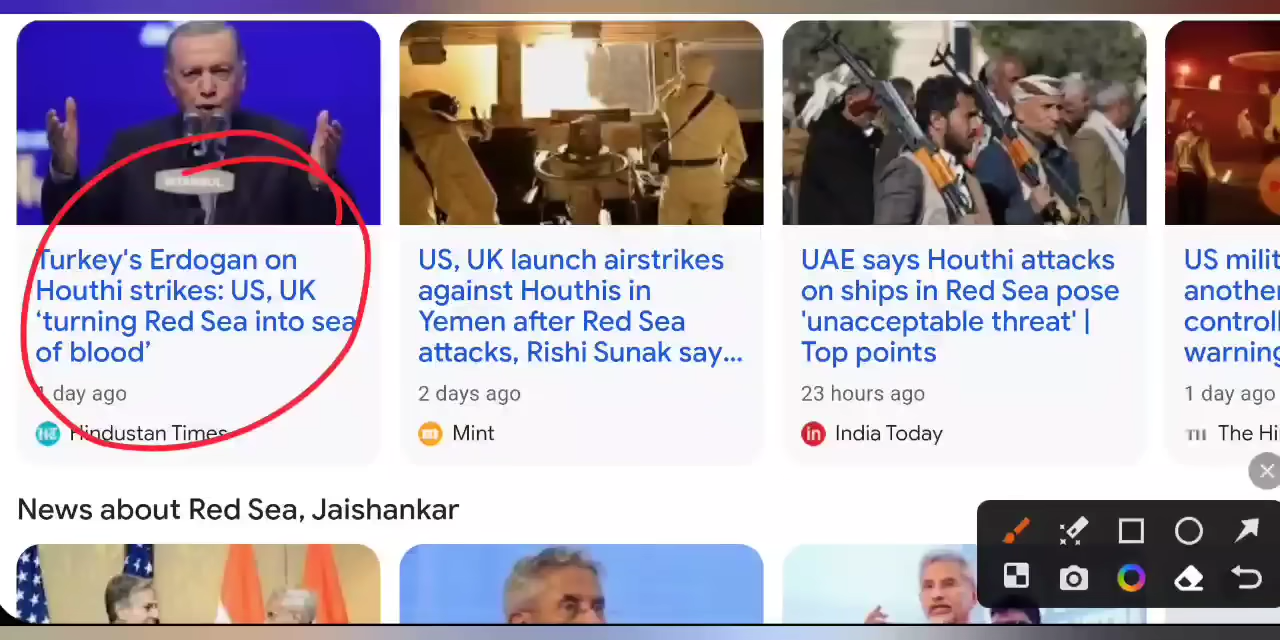 ISTANBUL
Turkey's Erdogan on
Houthi strikes: US, UK
‘turning Red Sea into sea
of blood’
1 day ago
Hindustan Times
US, UK launch airstrikes
against Houthis in
Yemen after Red Sea
attacks, Rishi Sunak say...
2 days ago
Mint
UAE says Houthi attacks
on ships in Red Sea pose
'unacceptable threat' |
Top points
23 hours ago
in India Today
US milit
another
controll
warning
1 day ago
TH The Hi
News about Red Sea, Jaishankar